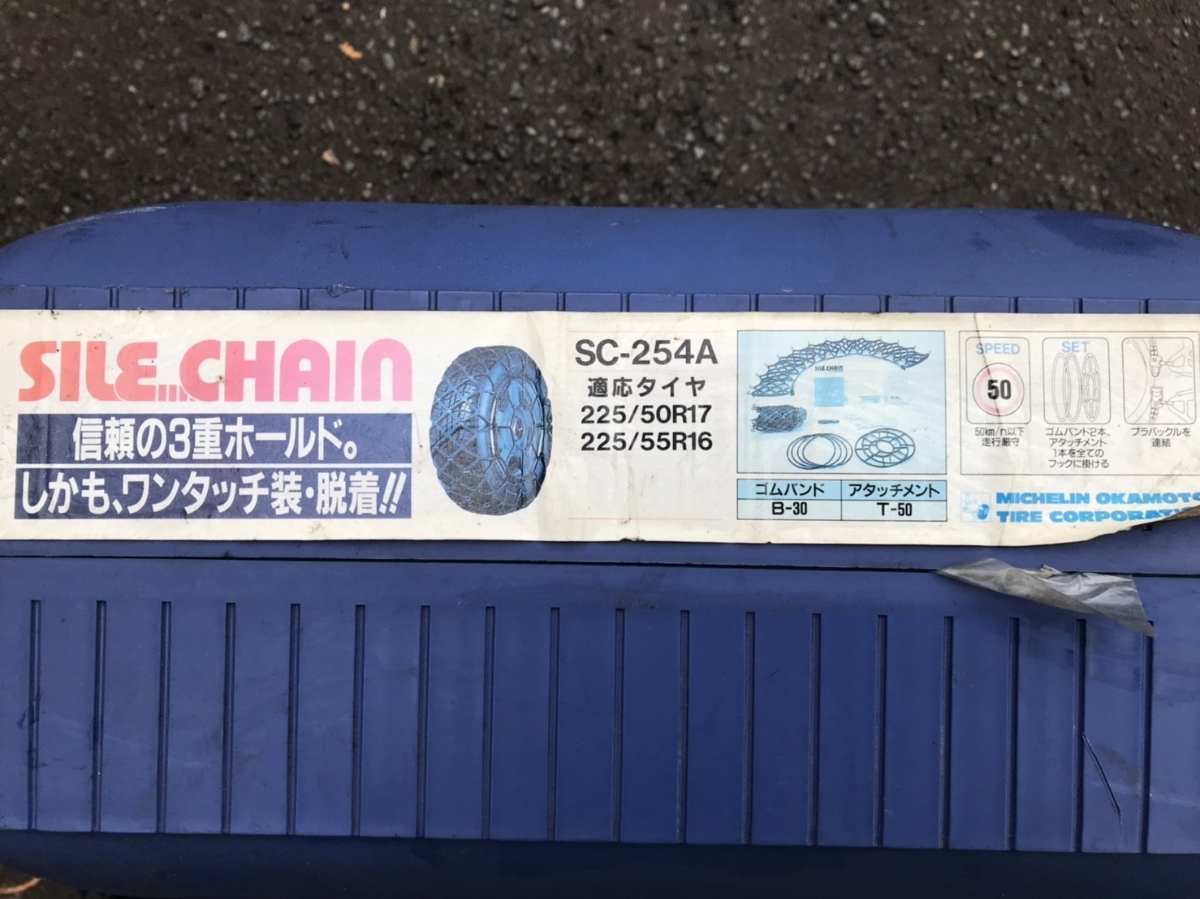 SILE...CHAIN
信頼の3重ホールド。
しかも、ワンタッチ装・脱着!!
SC-254A
適応タイヤ
225/50R17
225/55R16
SILE...CHAIN
ゴムバンド アタッチメント
B-30 T-50
SPEED
50
50km/h以下
走行厳守
SET
ゴムバンド2本、
アタッチメント
1本を全ての
フックに掛ける
プラバックルを
連結
MICHELIN OKAMOTO
TIRE CORPORATI